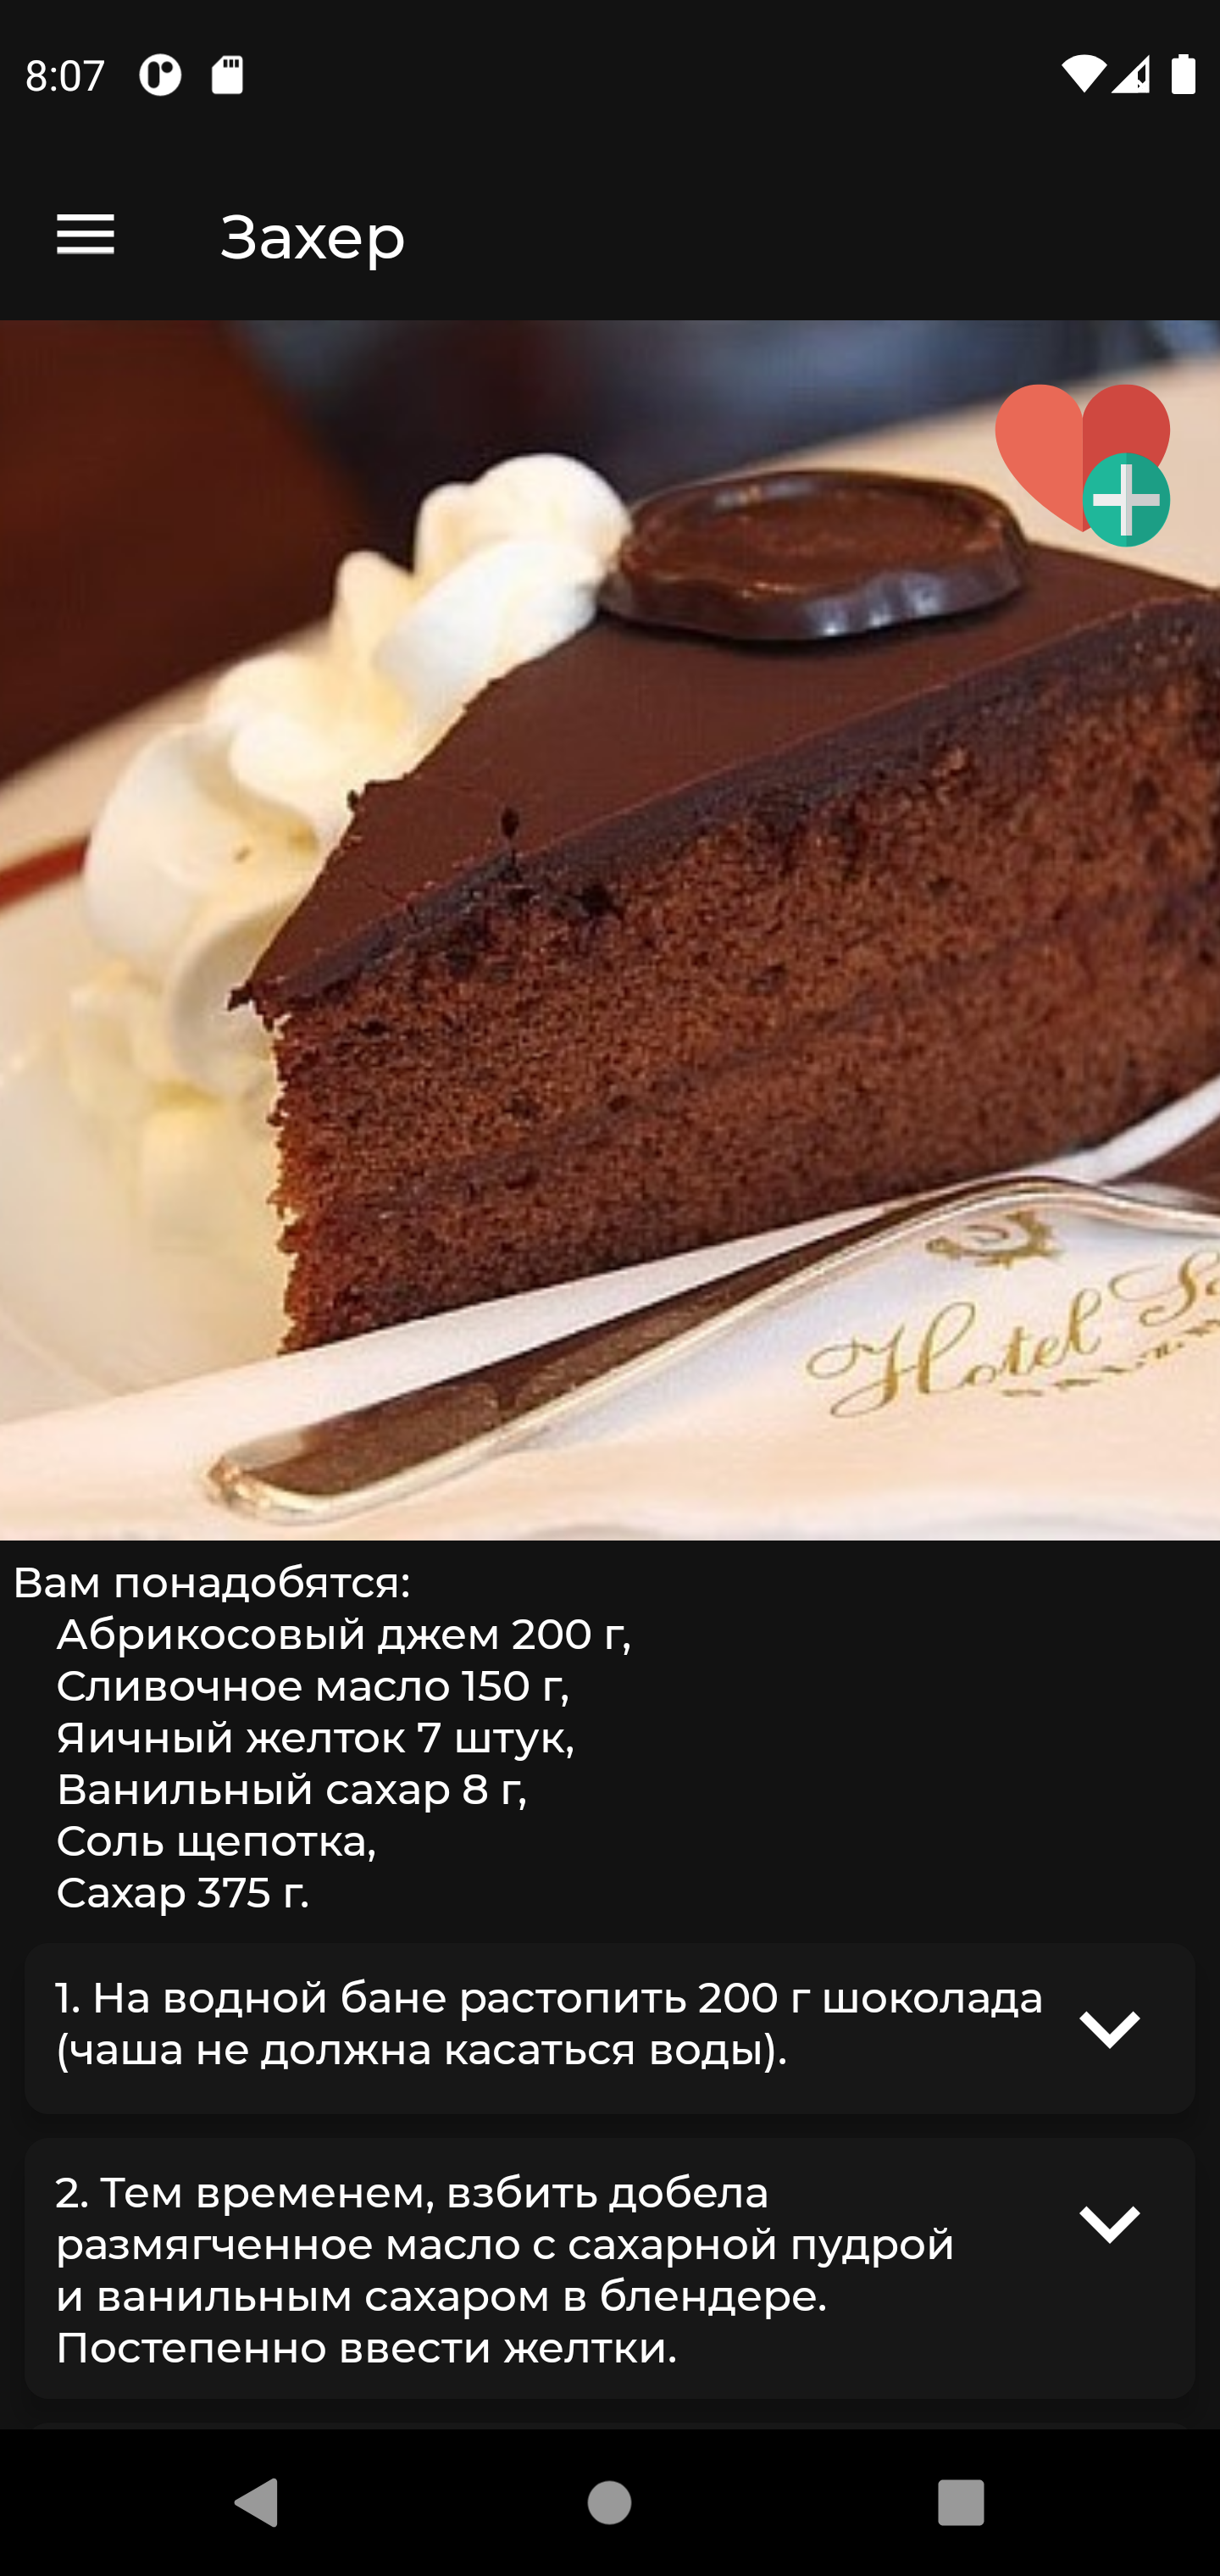 8:07
Захер
Hotel
Вам понадобятся:
Абрикосовый джем 200 г,
Сливочное масло 150 г,
Яичный желток 7 штук,
Ванильный сахар 8 г,
Соль щепотка,
Сахар 375 г.
1. На водной бане растопить 200 г шоколада
(чаша не должна касаться воды).
2. Тем временем, взбить добела
размягченное масло с сахарной пудрой
и ванильным сахаром в блендере.
Постепенно ввести желтки.